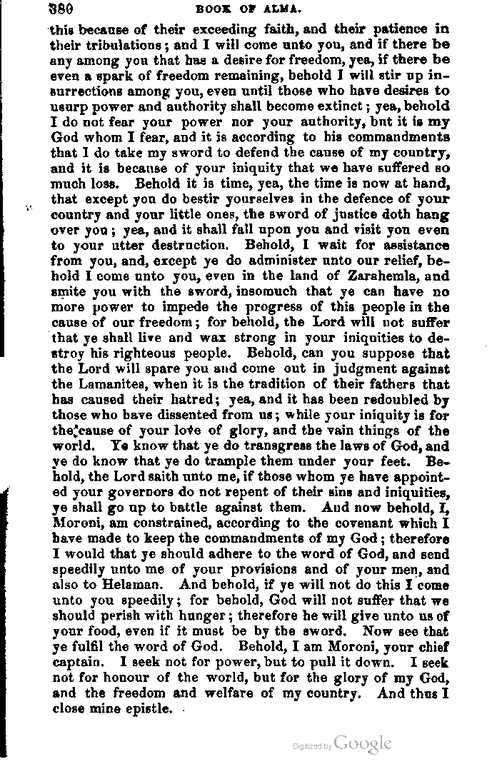 380 BOOK OF ALMA.
this because of their exceeding faith, and their patience in
their tribulations; and I will come unto you, and if there be
any among you that has a desire for freedom, yea, if there be
even a spark of freedom remaining, behold I will stir up in-
surrections among you, even until those who have desires to
usurp power and authority shall become extinct; yea, behold
I do not fear your power nor your authority, but it is my
God whom I fear, and it is according to his commandments
that I do take my sword to defend the cause of my country,
and it is because of your iniquity that we have suffered so
much loss. Behold it is time, yea, the time is now at hand,
that except you do bestir yourselves in the defence of your
country and your little ones, the sword of justice doth hang
over you; yea, and it shall fall upon you and visit you even
to your utter destruction. Behold, I wait for assistance
from you, and, except ye do administer unto our relief, be-
hold I come unto you, even in the land of Zarahemla, and
smite you with the sword, insomuch that ye can have no
more power to impede the progress of this people in the
cause of our freedom; for behold, the Lord will not suffer
that ye shall live and wax strong in your iniquities to de-
stroy his righteous people. Behold, can you suppose that
the Lord will spare you and come out in judgment against
the Lamanites, when it is the tradition of their fathers that
has caused their hatred; yea, and it has been redoubled by
those who have dissented from us; while your iniquity is for
the cause of your love of glory, and the vain things of the
world. Ye know that ye do transgress the laws of God, and
ye do know that ye do trample them under your feet. Be-
hold, the Lord saith unto me, if those whom ye have appoint-
ed your governors do not repent of their sins and iniquities,
ye shall go up to battle against them. And now behold, I,
Moroni, am constrained, according to the covenant which I
have made to keep the commandments of my God; therefore
I would that ye should adhere to the word of God, and send
speedily unto me of your provisions and of your men, and
also to Helaman. And behold, if ye will not do this I come
unto you speedily; for behold, God will not suffer that we
should perish with hunger; therefore he will give unto us of
your food, even if it must be by the sword. Now see that
ye fulfil the word of God. Behold, I am Moroni, your chief
captain. I seek not for power, but to pull it down. I seek
not for honour of the world, but for the glory of my God,
and the freedom and welfare of my country. And thus I
close mine epistle.
Digitized by Google